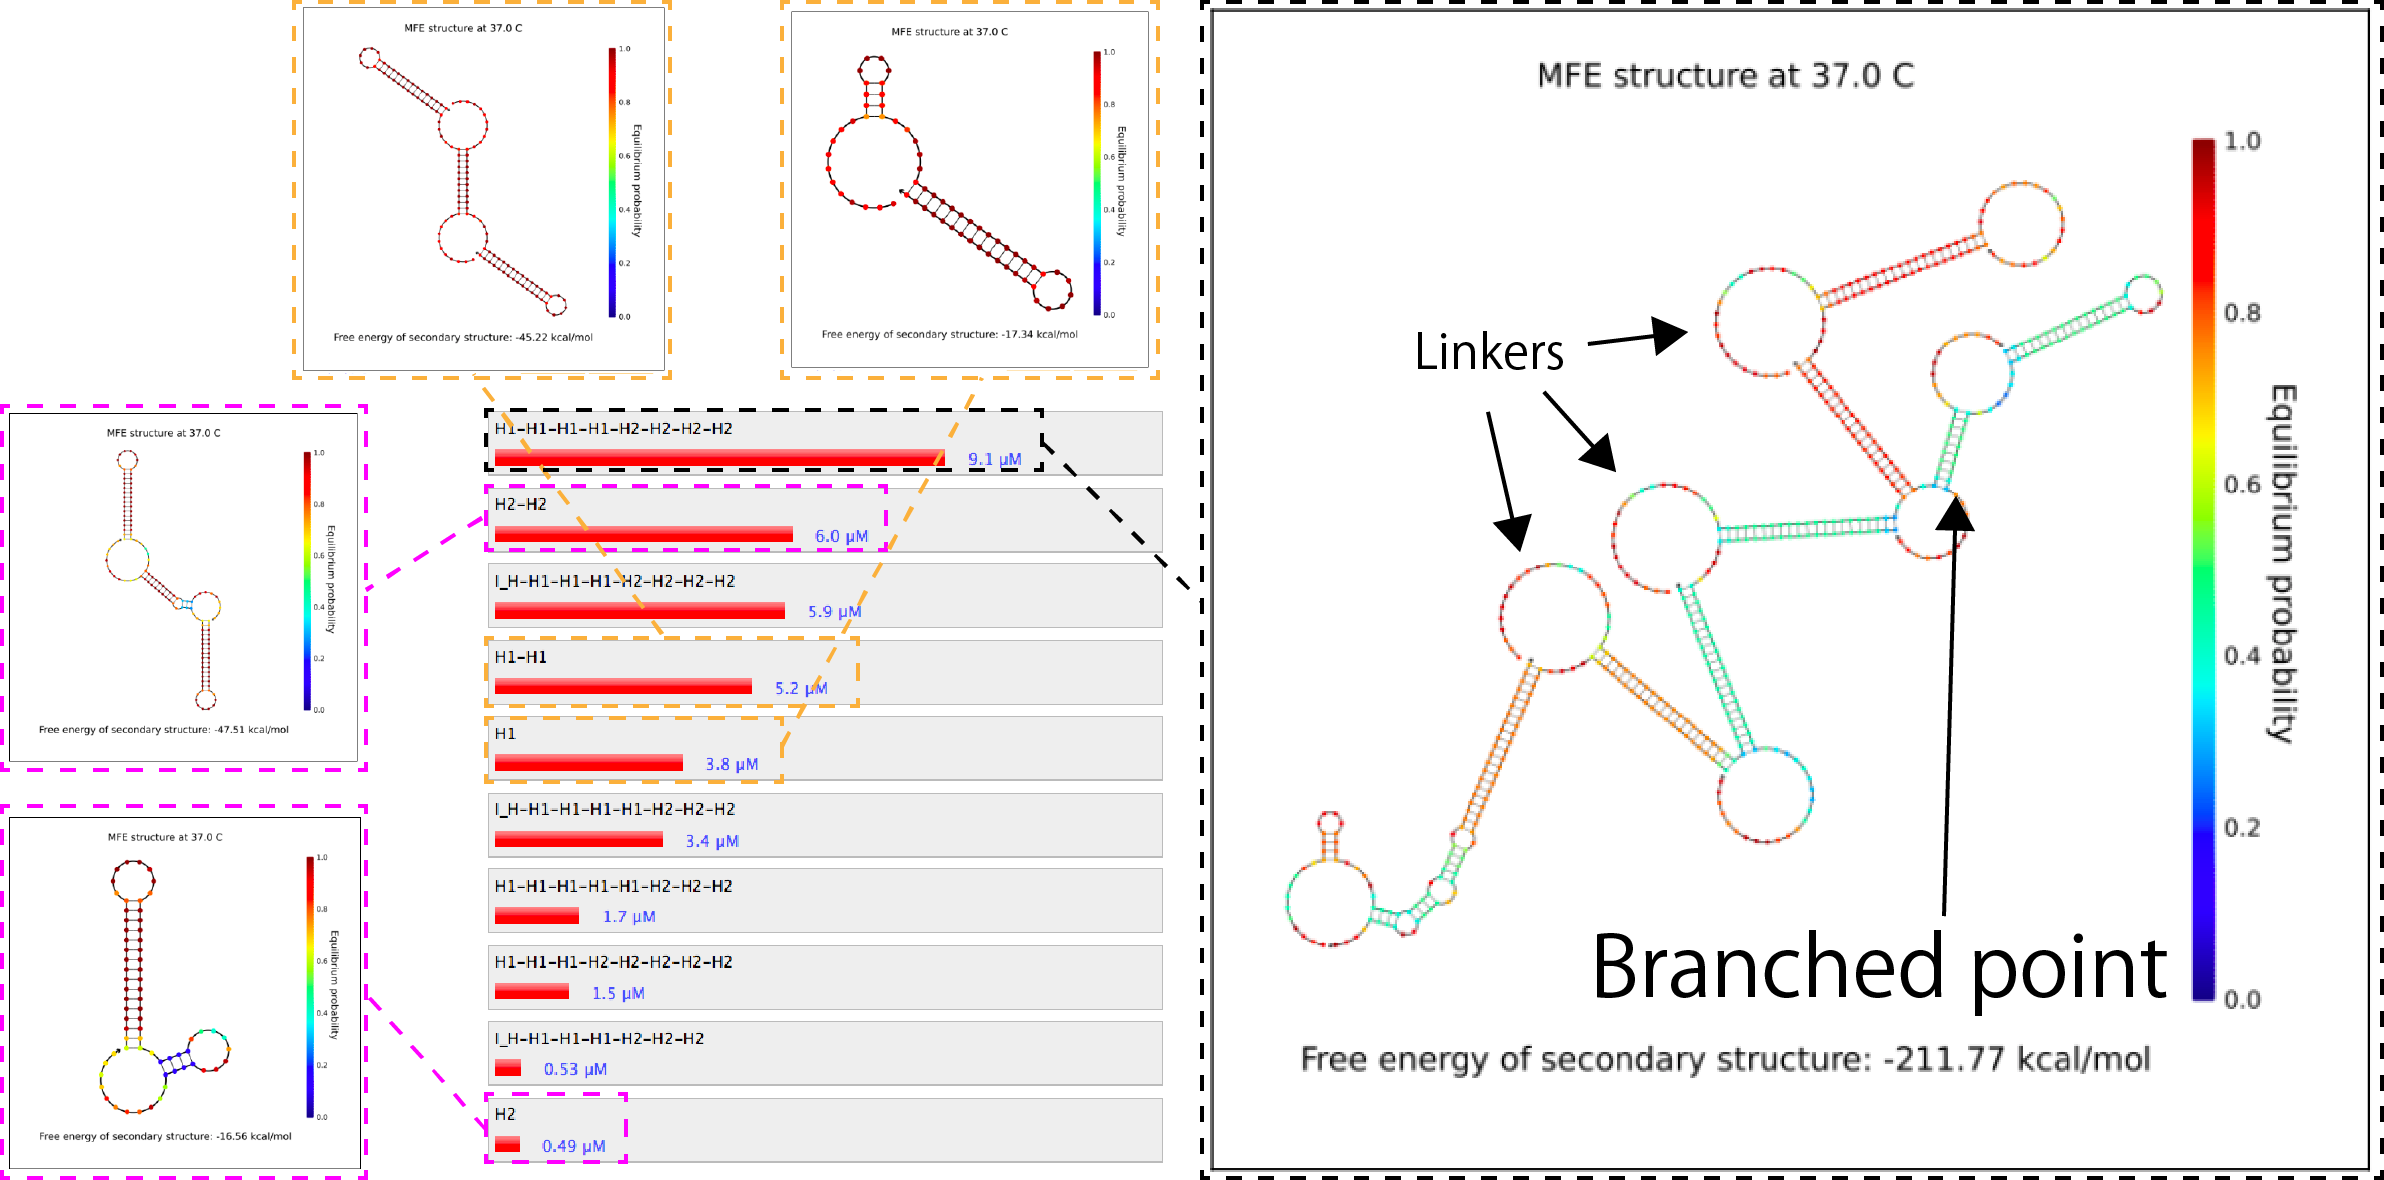 MFE structure at 37.0 C
1.0
0.8
0.6
0.4
0.2
0.0
Equilibrium probability
Free energy of secondary structure: -45.22 kcal/mol
MFE structure at 37.0 C
1.0
0.8
0.6
0.4
0.2
0.0
Equilibrium probability
Free energy of secondary structure: -17.34 kcal/mol
MFE structure at 37.0 C
1.0
0.8
0.6
0.4
0.2
0.0
Equilibrium probability
Free energy of secondary structure: -47.51 kcal/mol
MFE structure at 37.0 C
1.0
0.8
0.6
0.4
0.2
0.0
Equilibrium probability
Free energy of secondary structure: -16.56 kcal/mol
H1-H1-H1-H1-H2-H2-H2-H2
9.1 μM
H2-H2
6.0 μM
I_H-H1-H1-H1-H2-H2-H2-H2
5.9 μM
H1-H1
5.2 μM
H1
3.8 μM
I_H-H1-H1-H1-H1-H2-H2-H2
3.4 μM
H1-H1-H1-H1-H1-H2-H2-H2
1.7 μM
H1-H1-H1-H2-H2-H2-H2-H2
1.5 μM
I_H-H1-H1-H1-H2-H2-H2
0.53 μM
H2
0.49 μM
MFE structure at 37.0 C
Linkers
Branched point
1.0
0.8
0.6
0.4
0.2
0.0
Equilibrium probability
Free energy of secondary structure: -211.77 kcal/mol